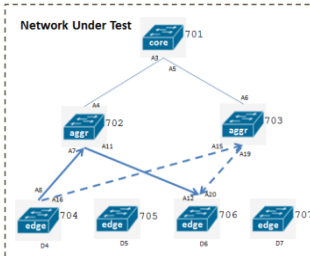 Network Under Test
core 701
A3
A5
A4
A6
aggr 702
aggr 703
A7 A11
A15 A19
A8 A16
A12 A20
edge 704
edge 705
edge 706
edge 707
D4 D5 D6 D7